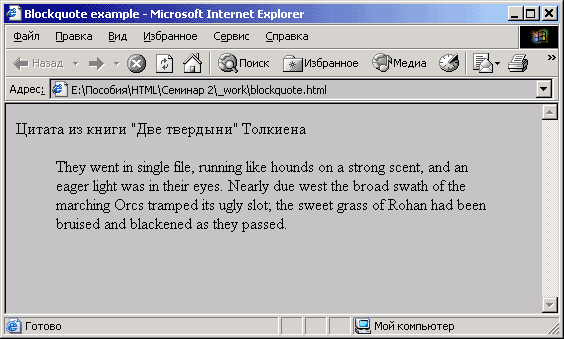 Blockquote example - Microsoft Internet Explorer
Файл Правка Вид Избранное Сервис Справка
Назад Поиск Избранное Медиа »
Адрес: E:\Пособия\HTML\Семинар 2\_work\blockquote.html
Цитата из книги "Две твердыни" Толкиена
They went in single file, running like hounds on a strong scent, and an
eager light was in their eyes. Nearly due west the broad swath of the
marching Orcs tramped its ugly slot; the sweet grass of Rohan had been
bruised and blackened as they passed.
Готово Мой компьютер